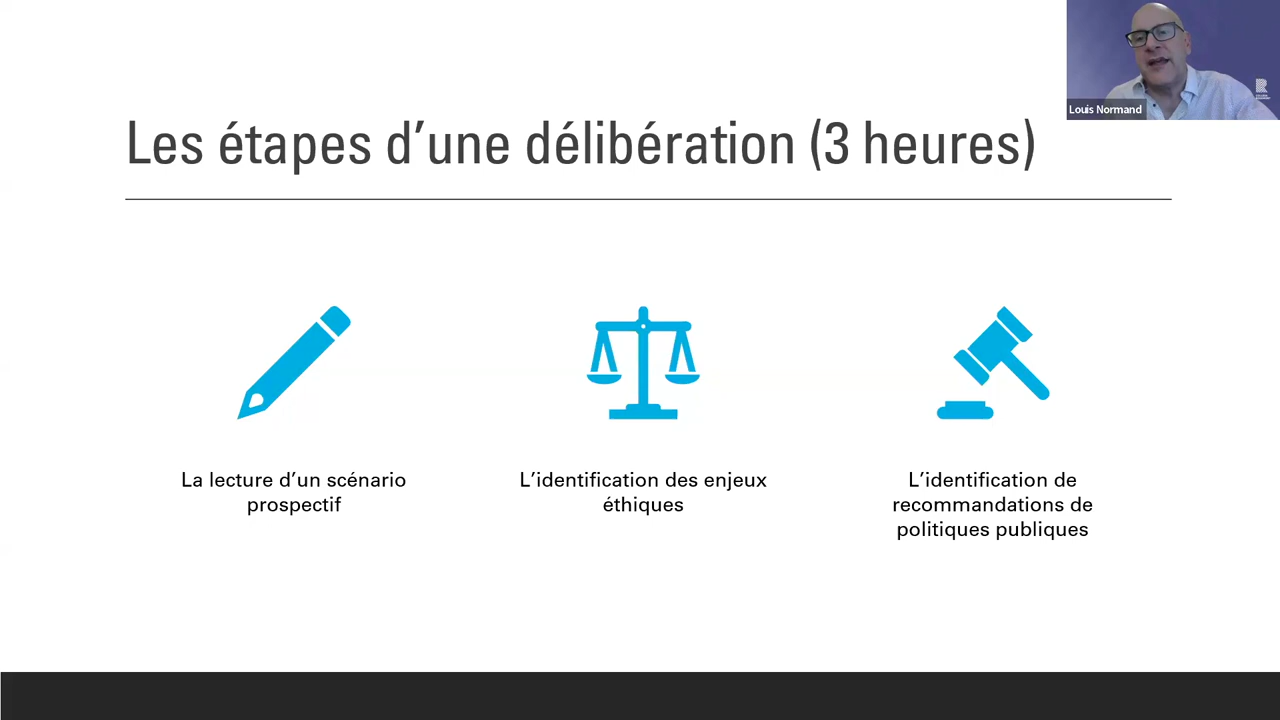 Louis Normand
Les étapes d’une délibération (3 heures)
La lecture d’un scénario
prospectif
L’identification des enjeux
éthiques
L’identification de
recommandations de
politiques publiques